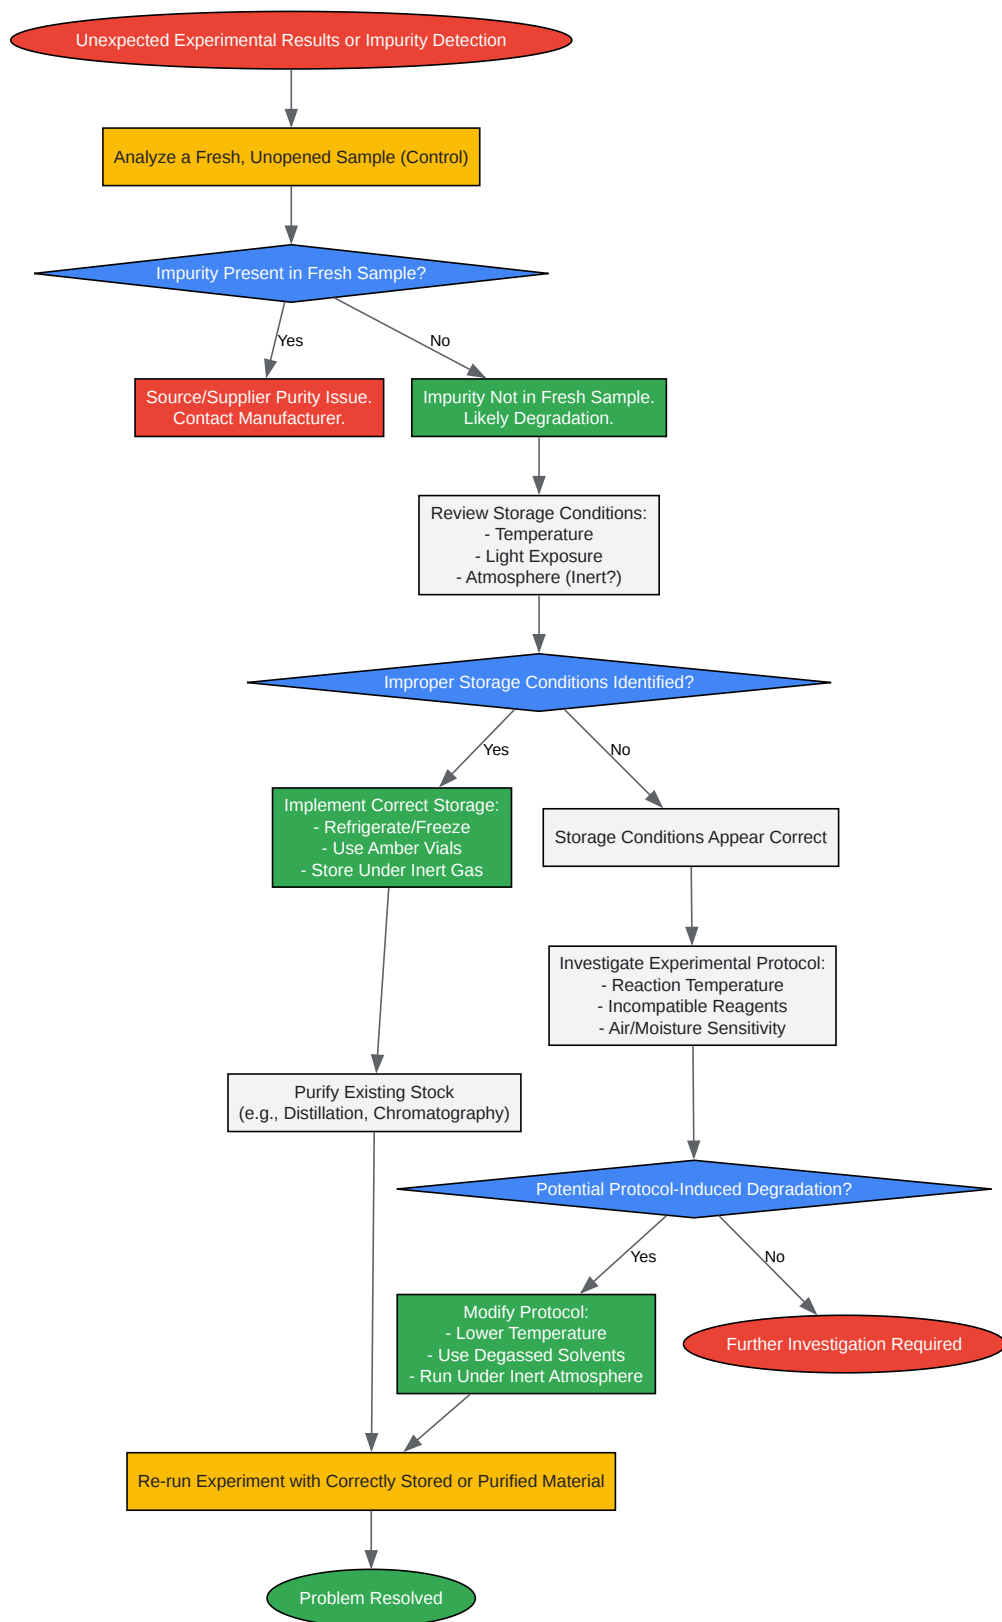 Unexpected Experimental Results or Impurity Detection
Analyze a Fresh, Unopened Sample (Control)
Impurity Present in Fresh Sample?
Yes
No
Source/Supplier Purity Issue.
Contact Manufacturer.
Impurity Not in Fresh Sample.
Likely Degradation.
Review Storage Conditions:
- Temperature
- Light Exposure
- Atmosphere (Inert?)
Improper Storage Conditions Identified?
Yes
No
Implement Correct Storage:
- Refrigerate/Freeze
- Use Amber Vials
- Store Under Inert Gas
Storage Conditions Appear Correct
Investigate Experimental Protocol:
- Reaction Temperature
- Incompatible Reagents
- Air/Moisture Sensitivity
Purify Existing Stock
(e.g., Distillation, Chromatography)
Potential Protocol-Induced Degradation?
Yes
No
Modify Protocol:
- Lower Temperature
- Use Degassed Solvents
- Run Under Inert Atmosphere
Further Investigation Required
Re-run Experiment with Correctly Stored or Purified Material
Problem Resolved